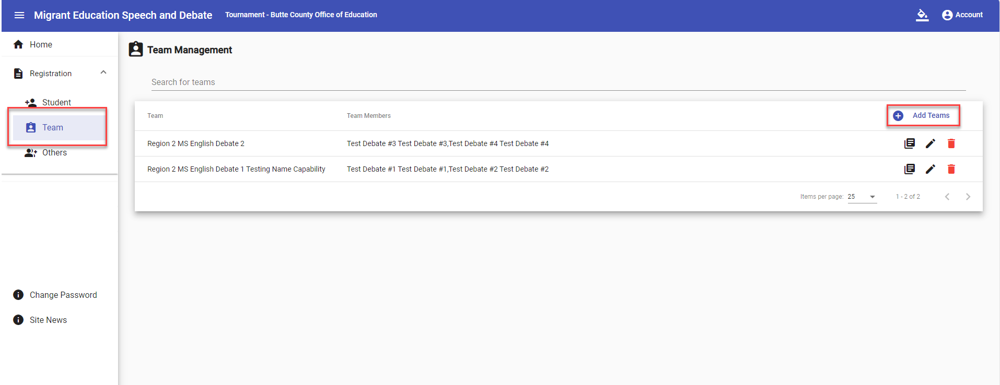 Migrant Education Speech and Debate Tournament - Butte County Office of Education Account
Home
Registration
Student
Team
Others
Change Password
Site News
Team Management
Search for teams
Team Team Members Add Teams
Region 2 MS English Debate 2 Test Debate #3 Test Debate #3,Test Debate #4 Test Debate #4
Region 2 MS English Debate 1 Testing Name Capability Test Debate #1 Test Debate #1,Test Debate #2 Test Debate #2
Items per page: 25 1 - 2 of 2